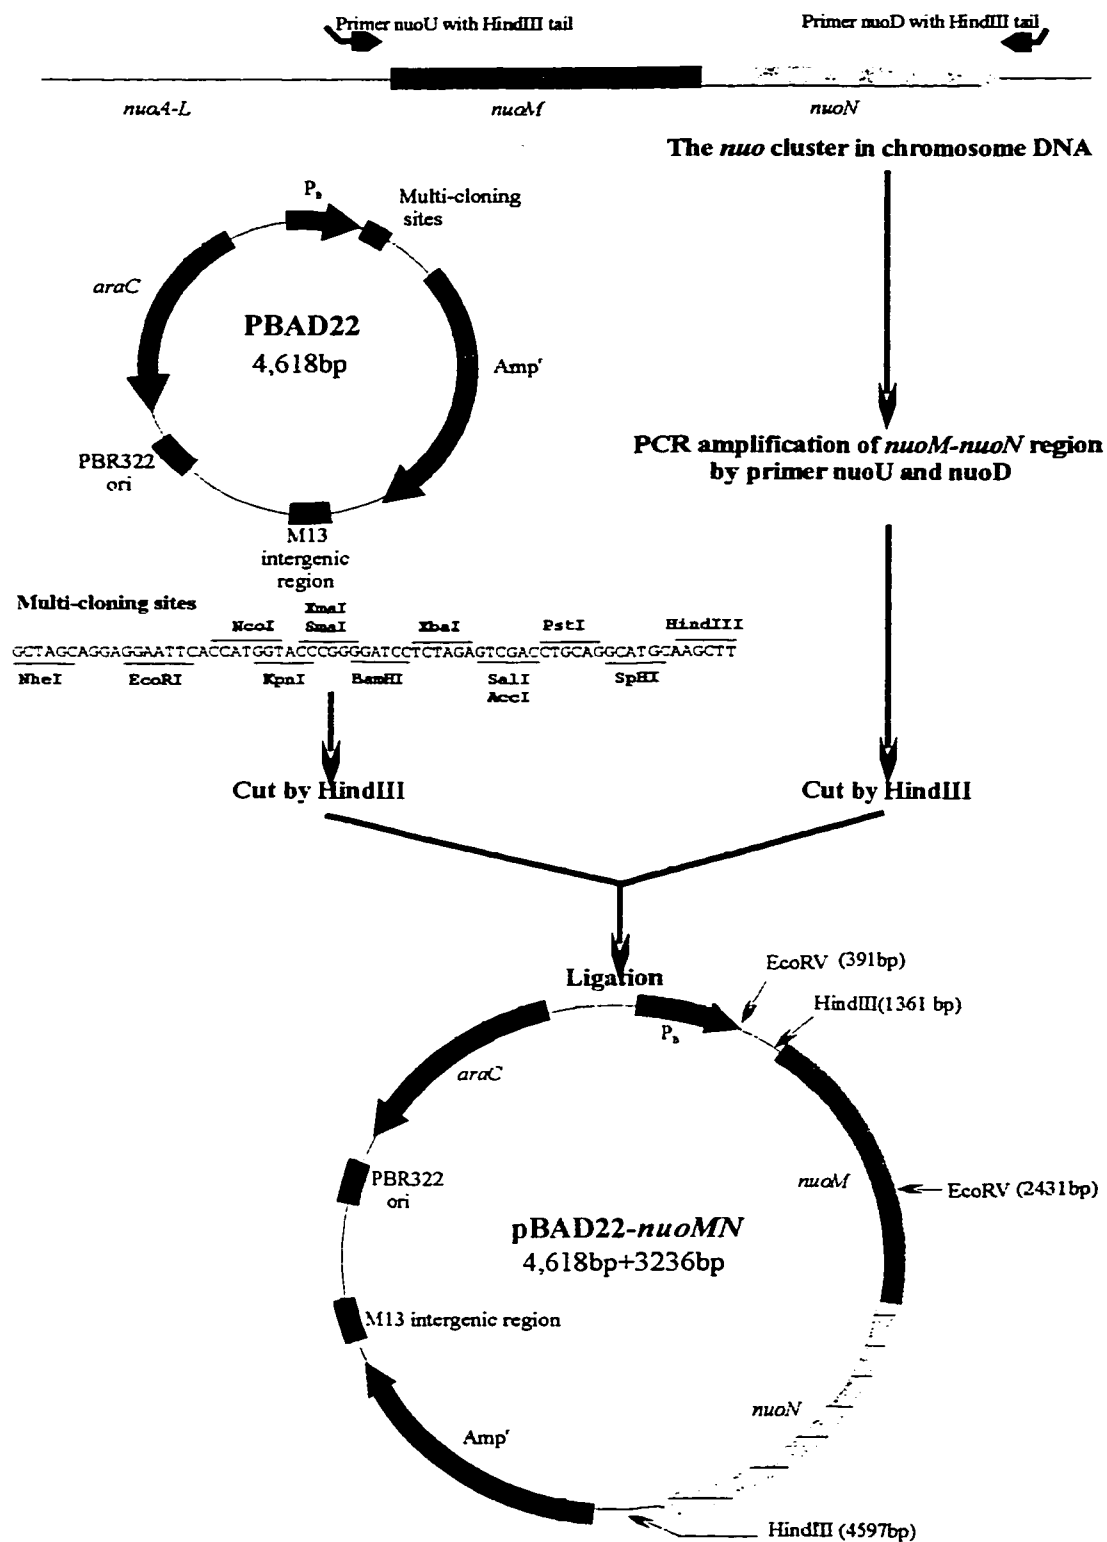 Primer nuoU with HindIII tail
Primer nuoD with HindIII tail
nuoA-L
nuoM
nuoN
The nuo cluster in chromosome DNA
P
Multi-cloning
sites
araC
PBAD22
4,618bp
Ampʳ
PBR322
ori
M13
intergenic
region
PCR amplification of nuoM-nuoN region
by primer nuoU and nuoD
Multi-cloning sites
XmaI
NcoI SmaI XbaI PstI HindIII
GCTAGCAGGAGGAATTCACCATGGTACCCGGGGATCCTCTAGAGTCGACCTGCAGGCATGCAAGCTT
NheI EcoRI KpnI BamHI SalI SpHI
AccI
Cut by HindIII
Cut by HindIII
Ligation
EcoRV (391bp)
HindIII(1361 bp)
P
araC
PBR322
ori
nuoM
EcoRV (2431bp)
pBAD22-nuoMN
4,618bp+3236bp
M13 intergenic region
nuoN
Ampʳ
HindIII (4597bp)